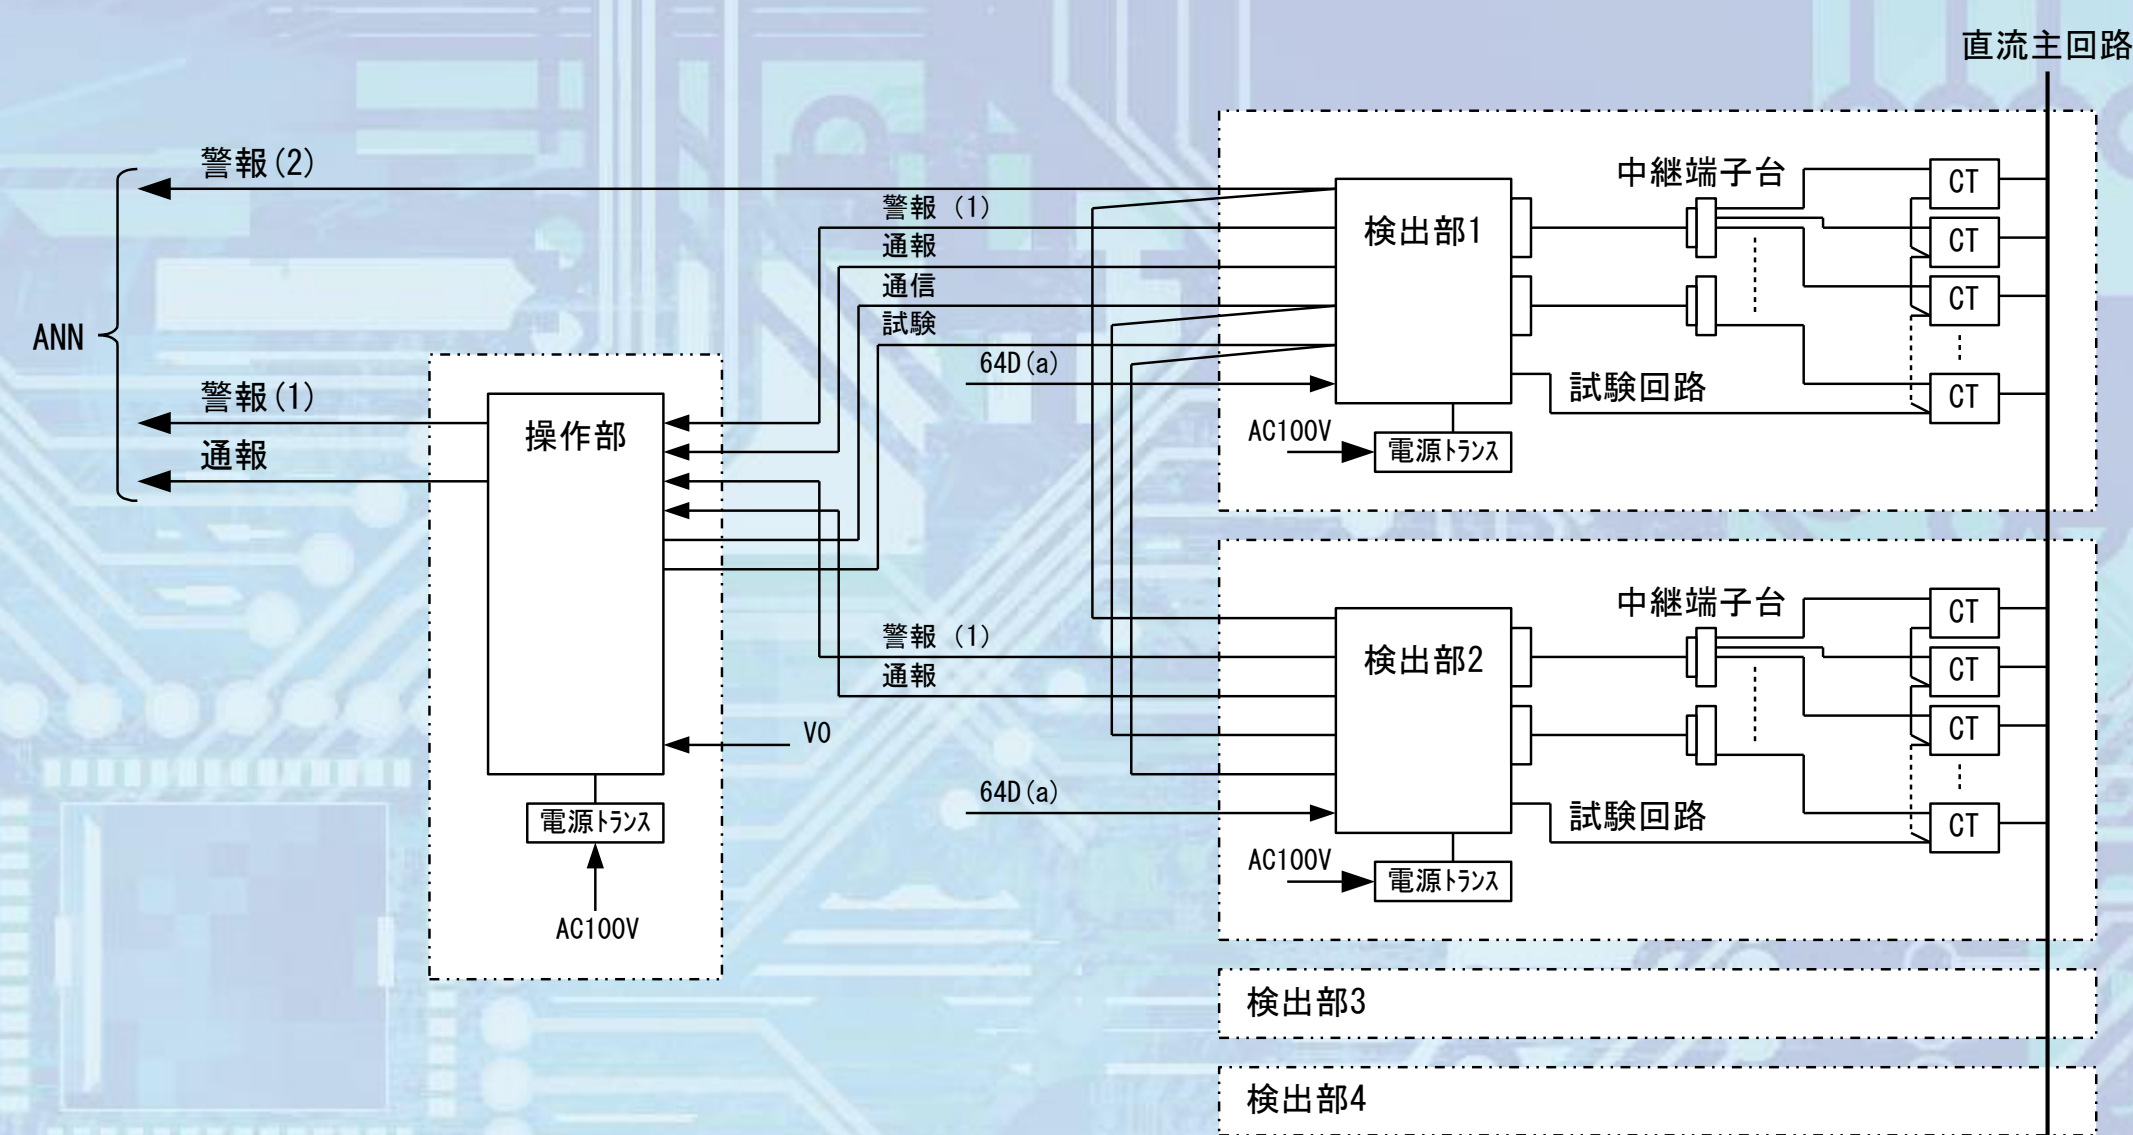 直流主回路
警報(2)
警報 (1)
通報
通信
試験
64D(a)
検出部1
中継端子台
CT
CT
CT
CT
試験回路
AC100V
電源ﾄﾗﾝｽ
ANN
警報(1)
通報
操作部
V0
電源ﾄﾗﾝｽ
AC100V
警報 (1)
通報
64D(a)
検出部2
中継端子台
CT
CT
CT
CT
試験回路
AC100V
電源ﾄﾗﾝｽ
検出部3
検出部4